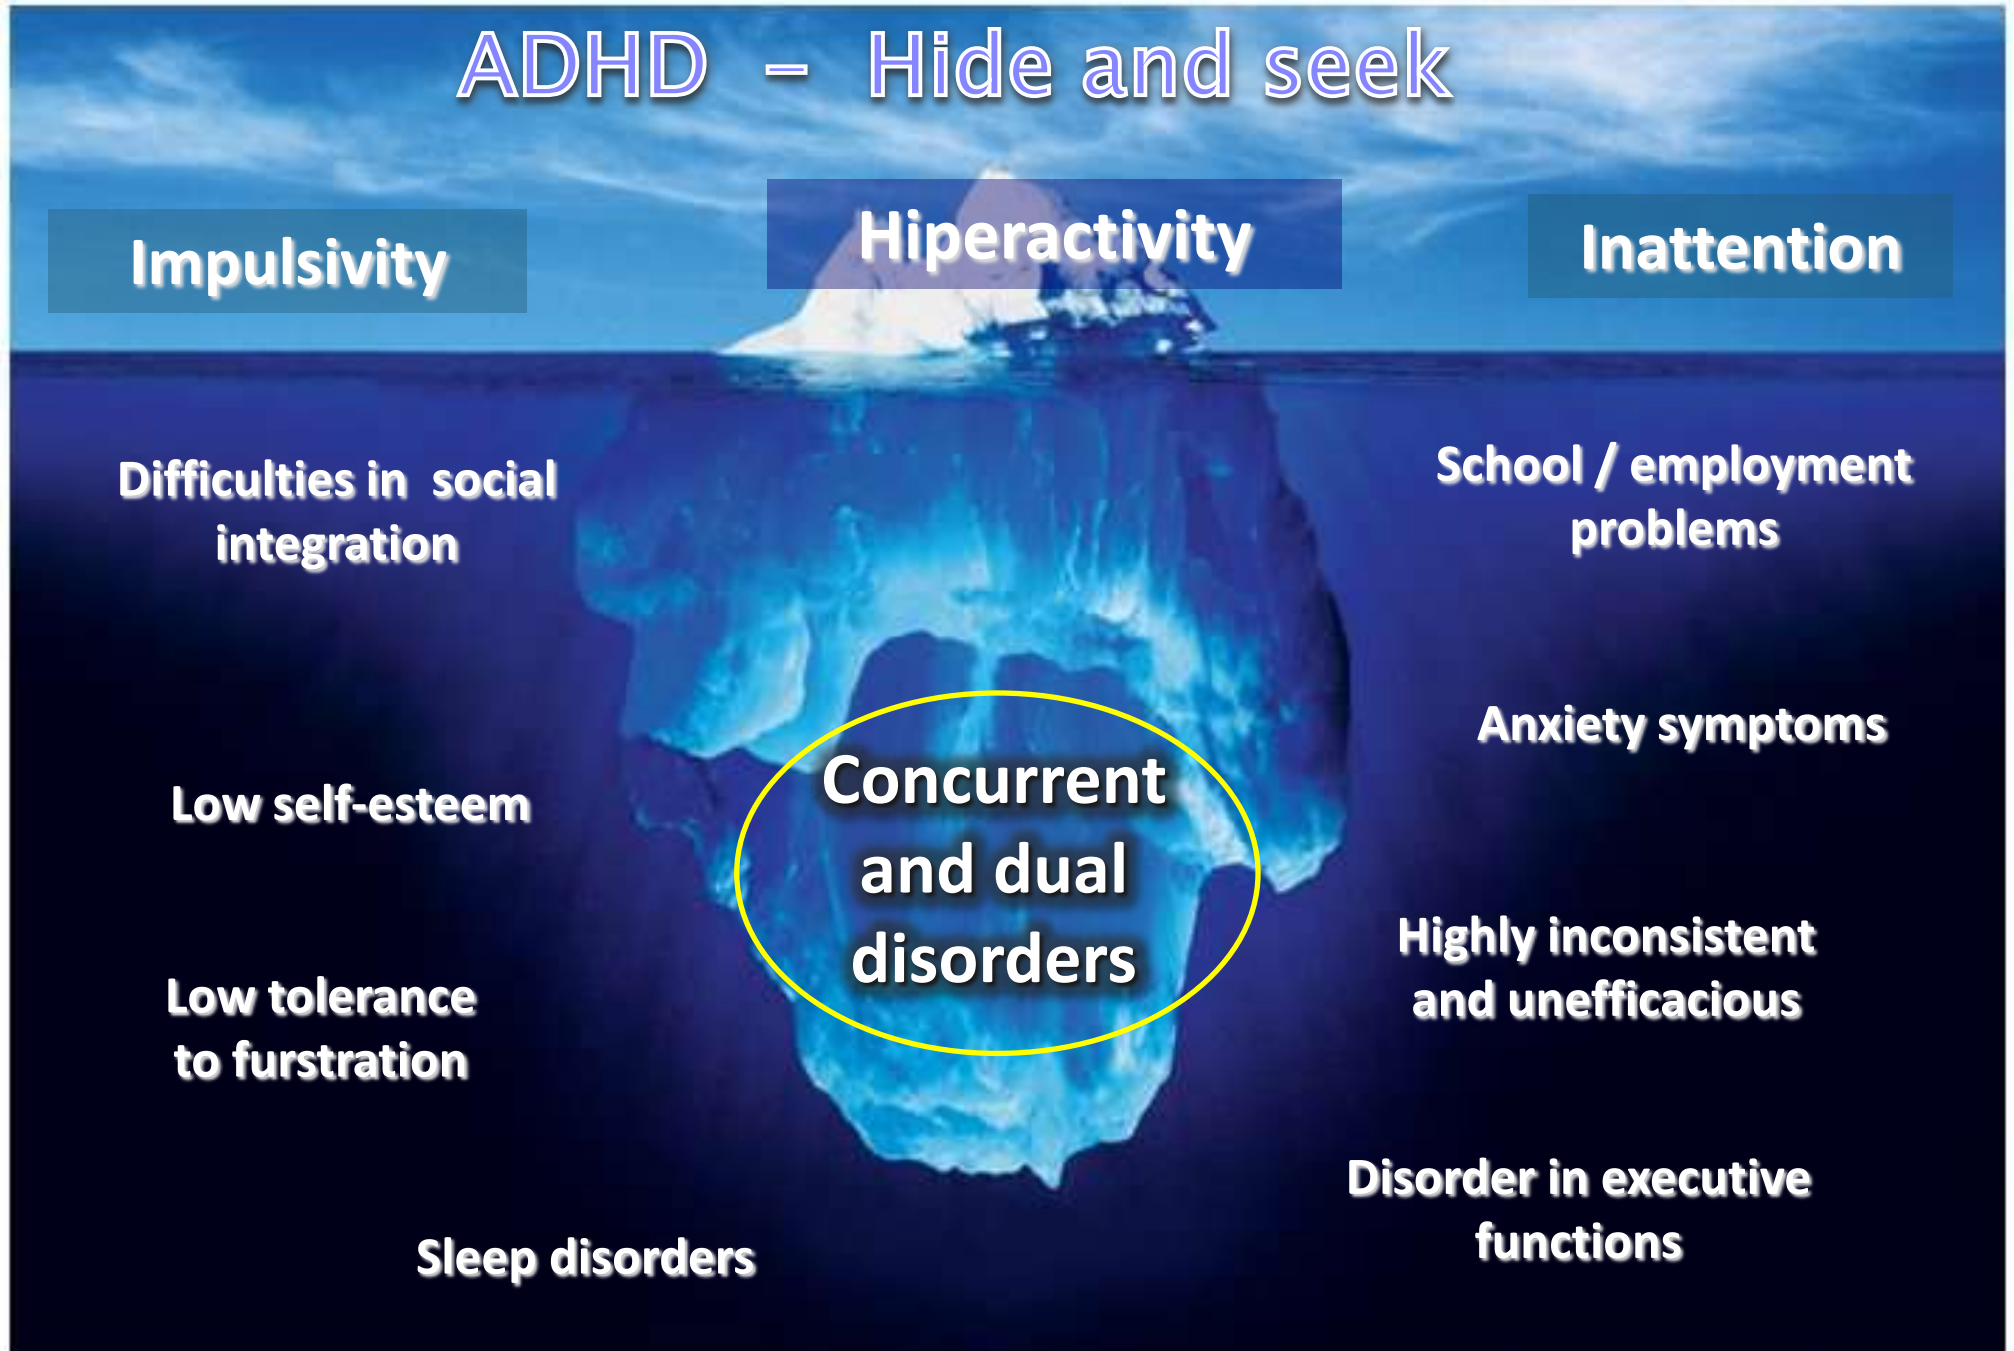 ADHD – Hide and seek
Impulsivity
Hiperactivity
Inattention
Difficulties in social
integration
School / employment
problems
Anxiety symptoms
Low self-esteem
Concurrent
and dual
disorders
Highly inconsistent
and unefficacious
Low tolerance
to furstration
Disorder in executive
functions
Sleep disorders